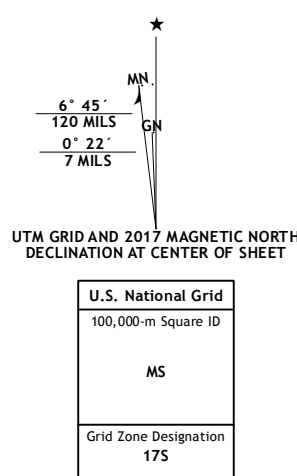 MN
6° 45´
120 MILS
GN
0° 22´
7 MILS
UTM GRID AND 2017 MAGNETIC NORTH
DECLINATION AT CENTER OF SHEET
U.S. National Grid
100,000-m Square ID
MS
Grid Zone Designation
17S